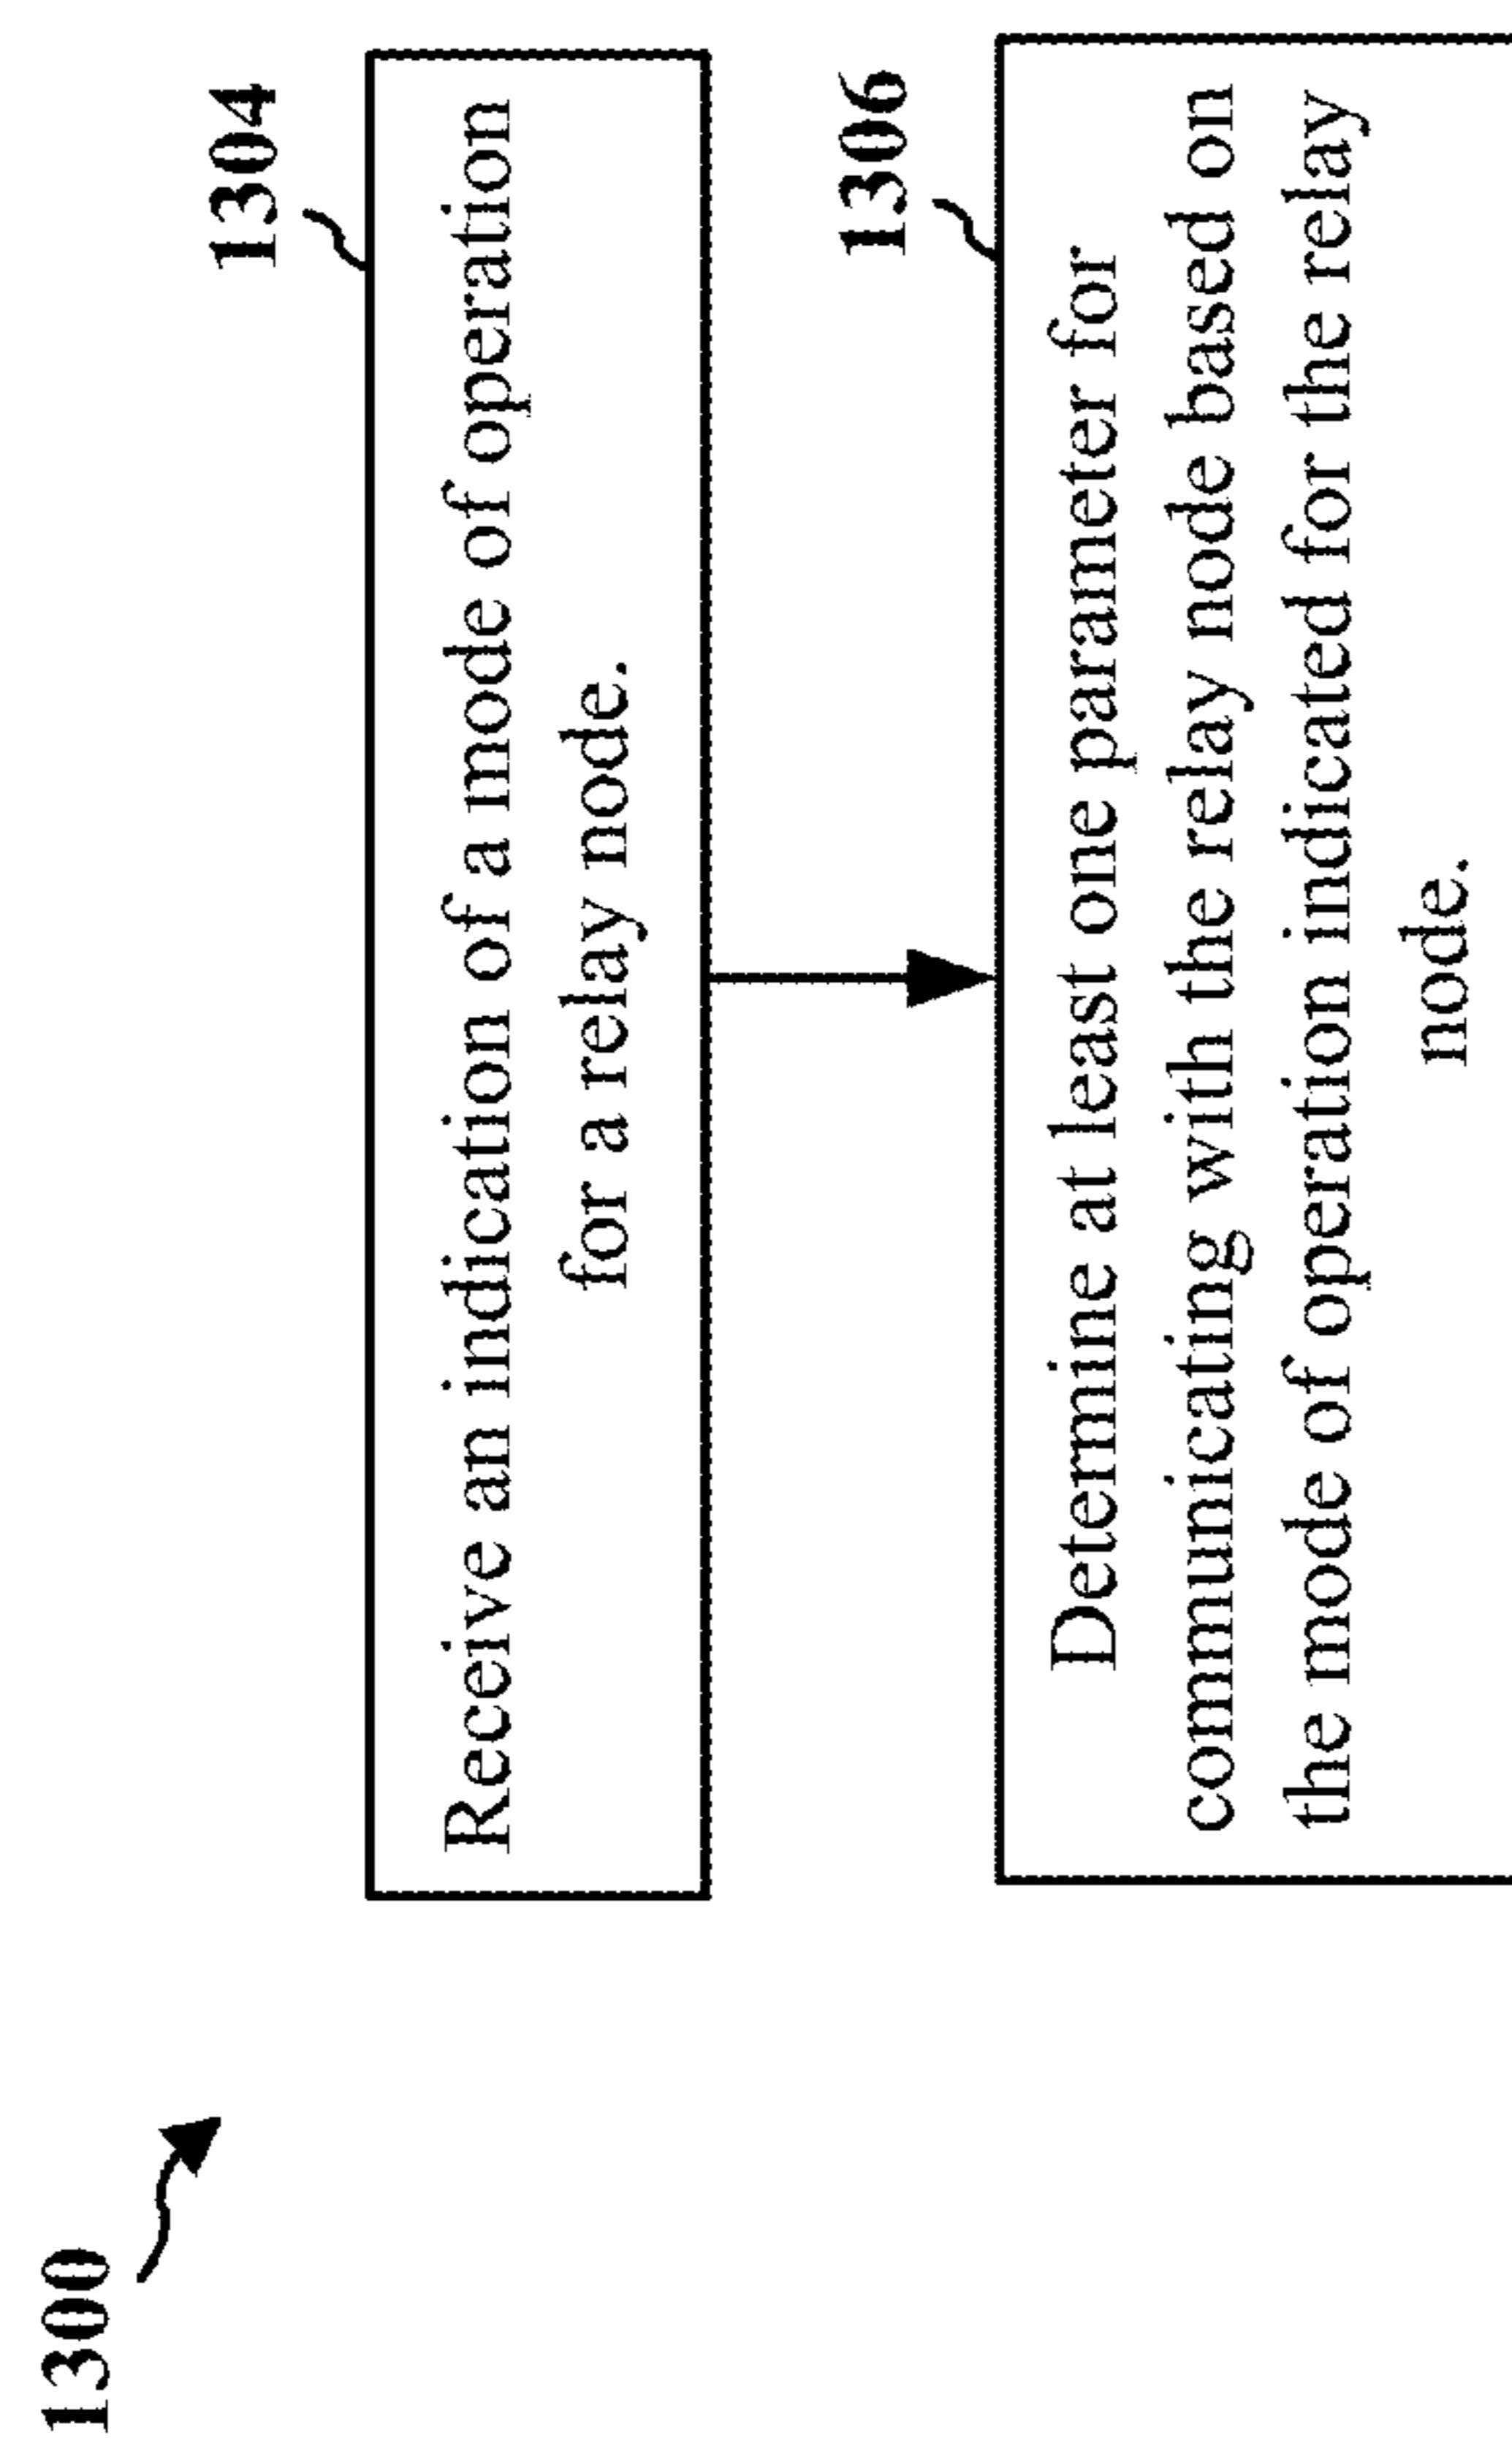 1300
1304
Receive an indication of a mode of operation
for a relay node.
1306
Determine at least one parameter for
communicating with the relay node based on
the mode of operation indicated for the relay
node.